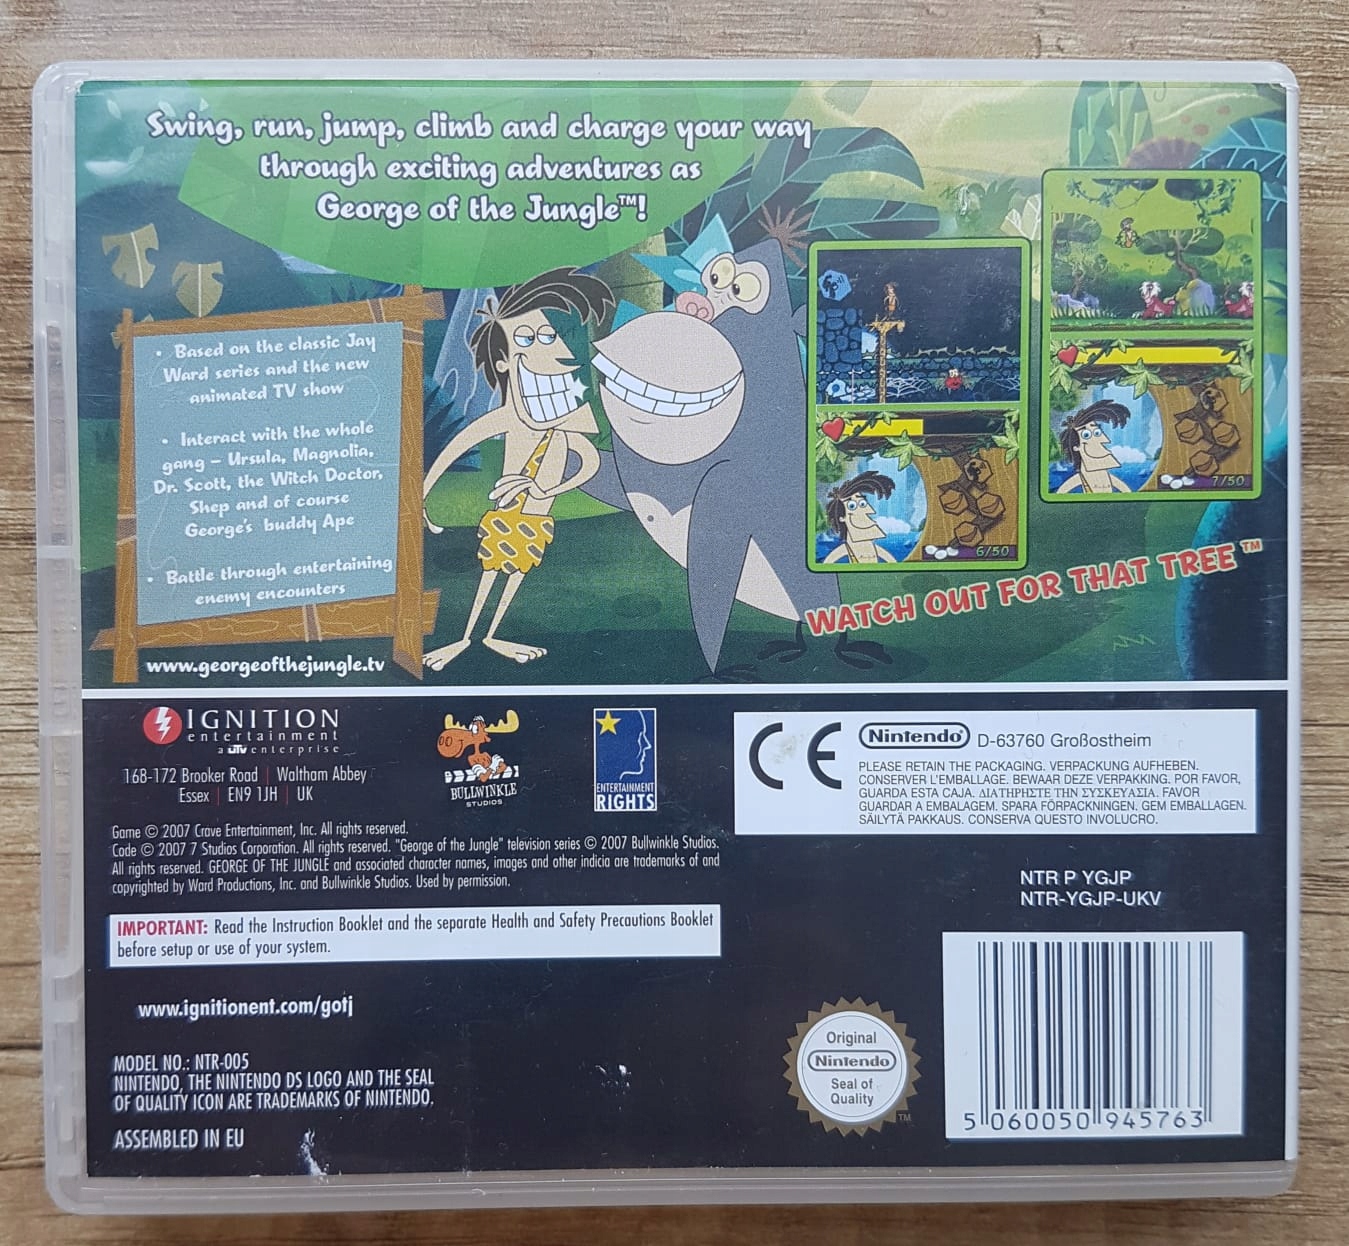 Swing, run, jump, climb and charge your way
through exciting adventures as
George of the Jungle™!
• Based on the classic Jay
Ward series and the new
animated TV show
• Interact with the whole
gang – Ursula, Magnolia,
Dr. Scott, the Witch Doctor,
Shep and of course
George's buddy Ape
• Battle through entertaining
enemy encounters
www.georgeofthejungle.tv
6/50
7/50
WATCH OUT FOR THAT TREE™
IGNITION
entertainment
a UTV enterprise
168-172 Brooker Road | Waltham Abbey
Essex | EN9 1JH | UK
BULLWINKLE
STUDIOS
ENTERTAINMENT
RIGHTS
CE
Nintendo® D-63760 Großostheim
PLEASE RETAIN THE PACKAGING. VERPACKUNG AUFHEBEN.
CONSERVER L'EMBALLAGE. BEWAAR DEZE VERPAKKING. POR FAVOR,
GUARDA ESTA CAJA. ΔΙΑΤΗΡΗΣΤΕ ΤΗΝ ΣΥΣΚΕΥΑΣΙΑ. FAVOR
GUARDAR A EMBALAGEM. SPARA FÖRPACKNINGEN. GEM EMBALLAGEN.
SÄILYTÄ PAKKAUS. CONSERVA QUESTO INVOLUCRO.
Game © 2007 Crave Entertainment, Inc. All rights reserved.
Code © 2007 7 Studios Corporation. All rights reserved. "George of the Jungle" television series © 2007 Bullwinkle Studios.
All rights reserved. GEORGE OF THE JUNGLE and associated character names, images and other indicia are trademarks of and
copyrighted by Ward Productions, Inc. and Bullwinkle Studios. Used by permission.
IMPORTANT: Read the Instruction Booklet and the separate Health and Safety Precautions Booklet
before setup or use of your system.
NTR P YGJP
NTR-YGJP-UKV
www.ignitionent.com/gotj
MODEL NO.: NTR-005
NINTENDO, THE NINTENDO DS LOGO AND THE SEAL
OF QUALITY ICON ARE TRADEMARKS OF NINTENDO.
ASSEMBLED IN EU
Original
Nintendo
Seal of
Quality
TM
5 060050 945763